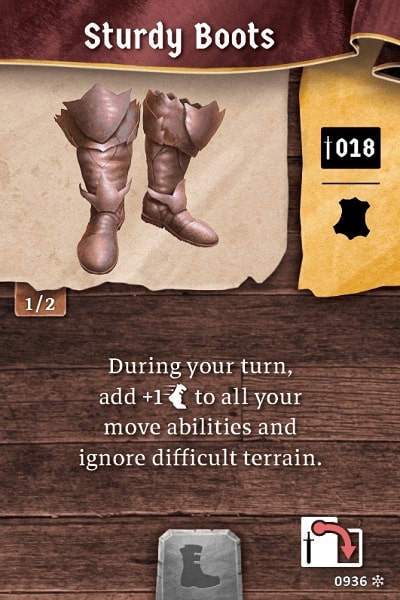 Sturdy Boots
018
1/2
During your turn,
add +1 to all your
move abilities and
ignore difficult terrain.
0936